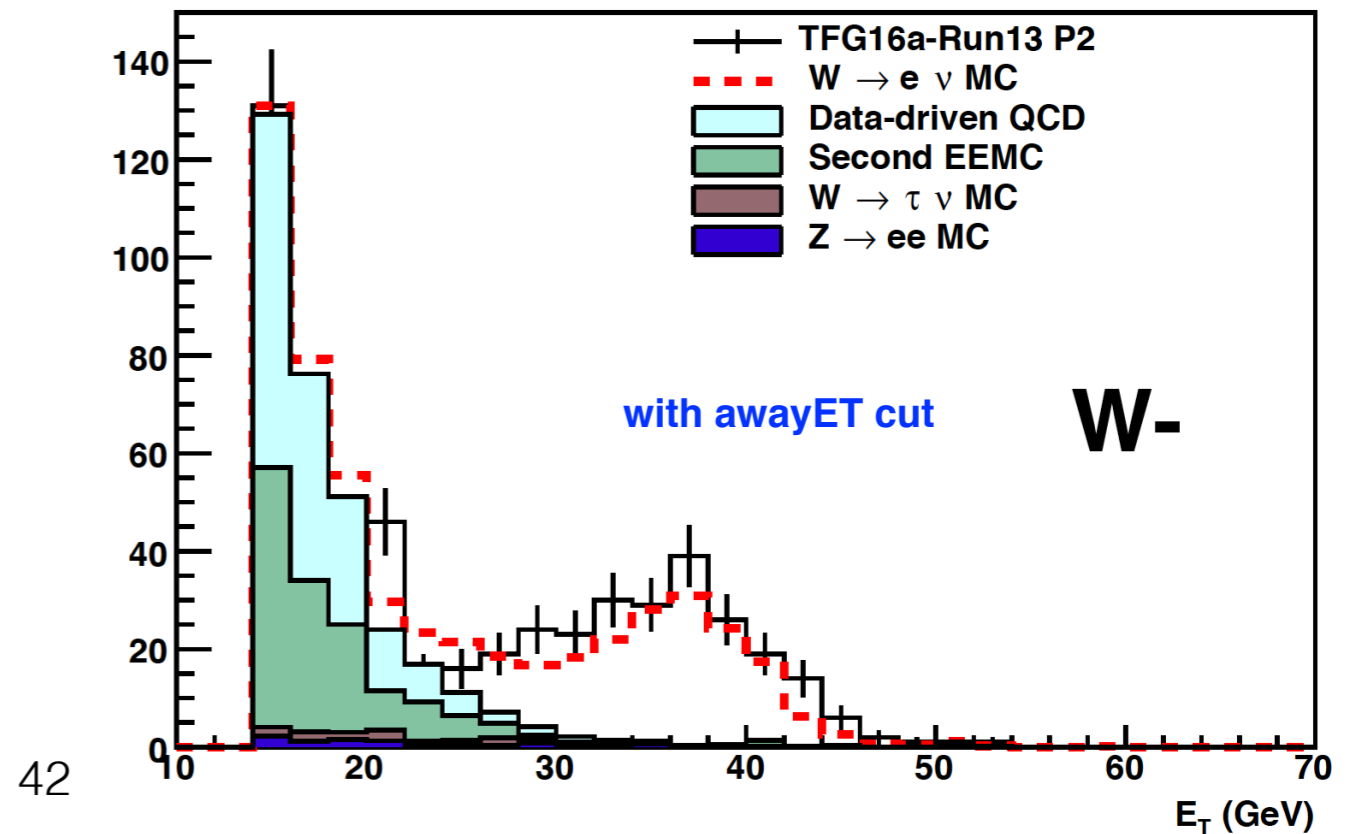 TFG16a-Run13 P2
W → e ν MC
Data-driven QCD
Second EEMC
W → τ ν MC
Z → ee MC
with awayET cut
W-
140
120
100
80
60
40
20
0
10 20 30 40 50 60 70
E_T (GeV)
42